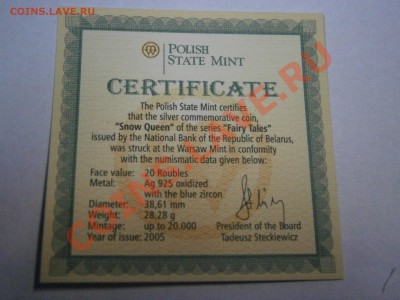 COINS.LAVE.RU
POLISH
STATE MINT
CERTIFICATE
The Polish State Mint certifies
that the silver commemorative coin,
"Snow Queen" of the series "Fairy Tales"
issued by the National Bank of the Republic of Belarus,
was struck at the Warsaw Mint in conformity
with the numismatic data given below:
Face value: 20 Roubles
Metal: Ag 925 oxidized
with the blue zircon
Diameter: 38,61 mm
Weight: 28,28 g
Mintage: up to 20.000
Year of issue: 2005
President of the Board
Tadeusz Steckiewicz
COINS.LAVE.RU
COINS.LAVE.RU